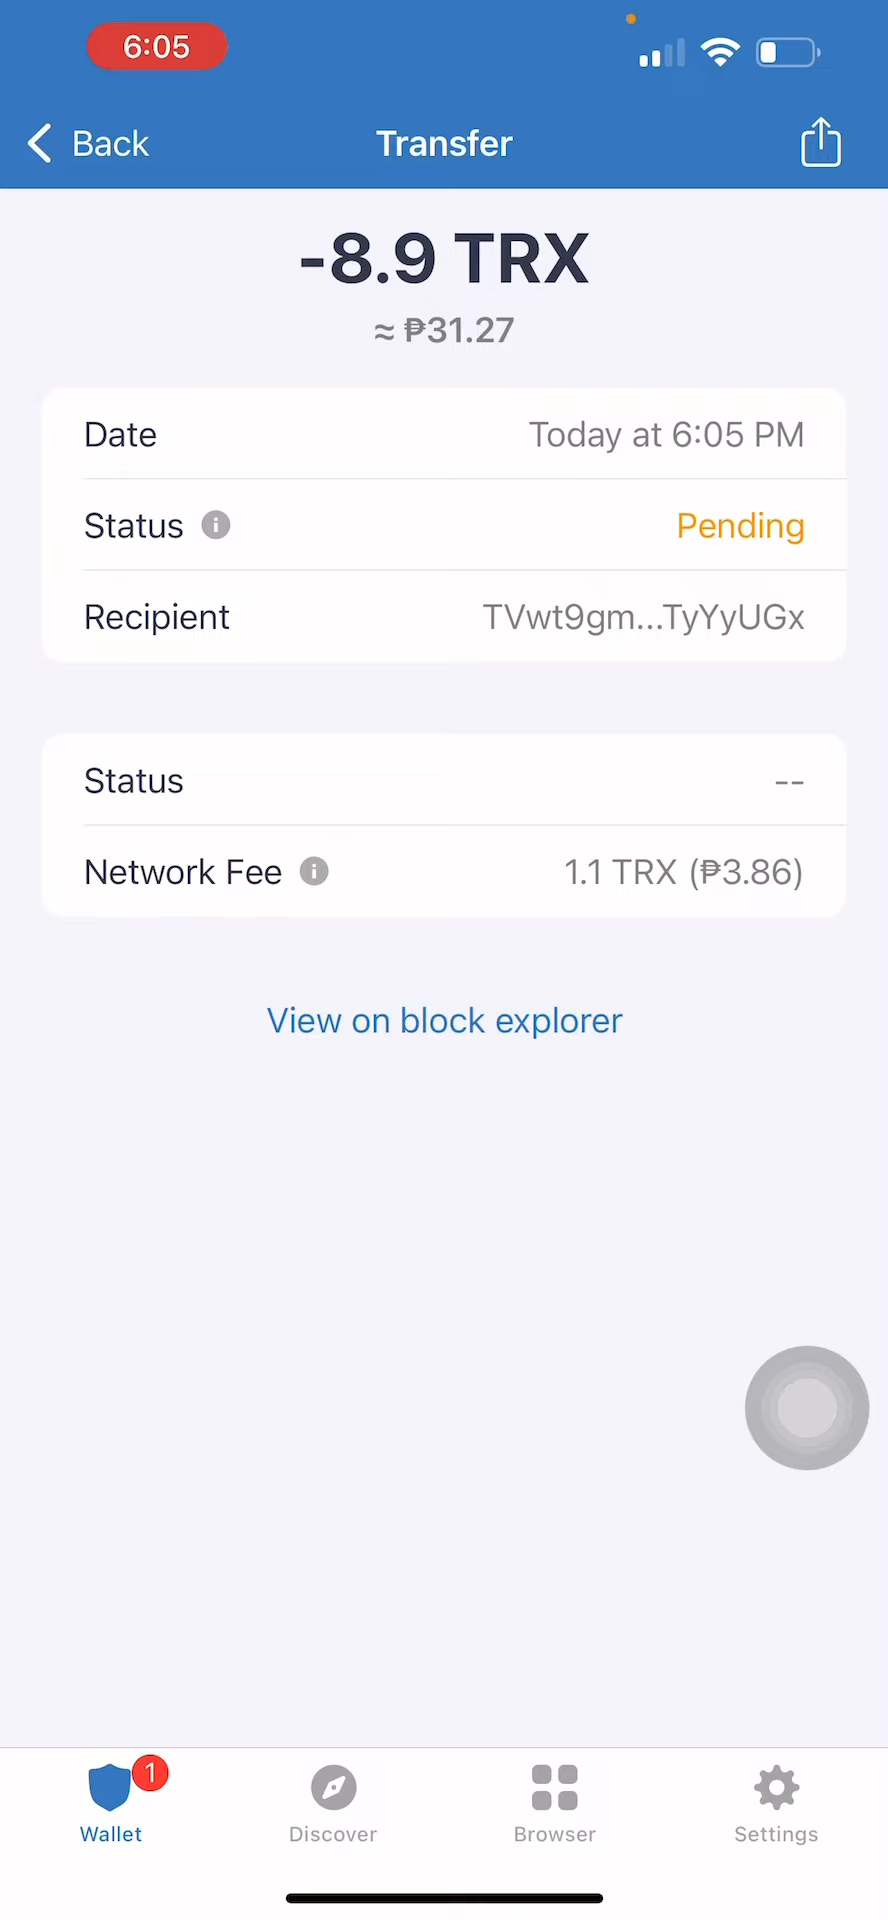 6:05
Back
Transfer
-8.9 TRX
≈ ₱31.27
Date Today at 6:05 PM
Status Pending
Recipient TVwt9gm...TyYyUGx
Status --
Network Fee 1.1 TRX (₱3.86)
View on block explorer
1
Wallet Discover Browser Settings